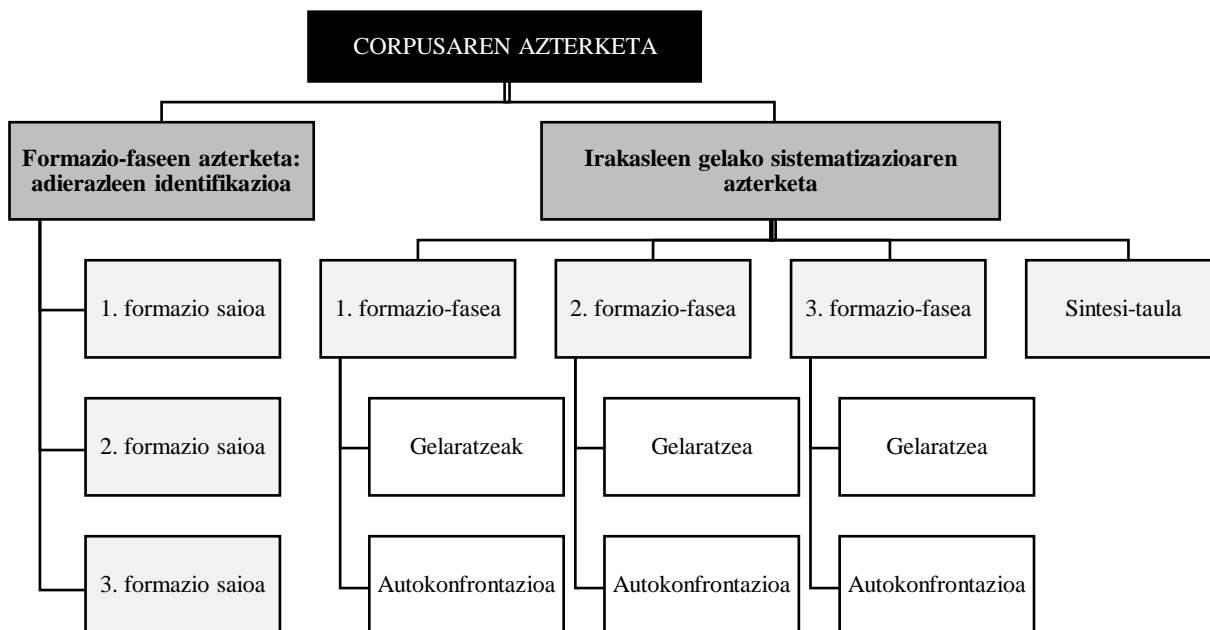 CORPUSAREN AZTERKETA
Formazio-faseen azterketa:
adierazleen identifikazioa
Irakasleen gelako sistematizazioaren
azterketa
1. formazio saioa
2. formazio saioa
3. formazio saioa
1. formazio-fasea
Gelaratzeak
Autokonfrontazioa
2. formazio-fasea
Gelaratzea
Autokonfrontazioa
3. formazio-fasea
Gelaratzea
Autokonfrontazioa
Sintesi-taula